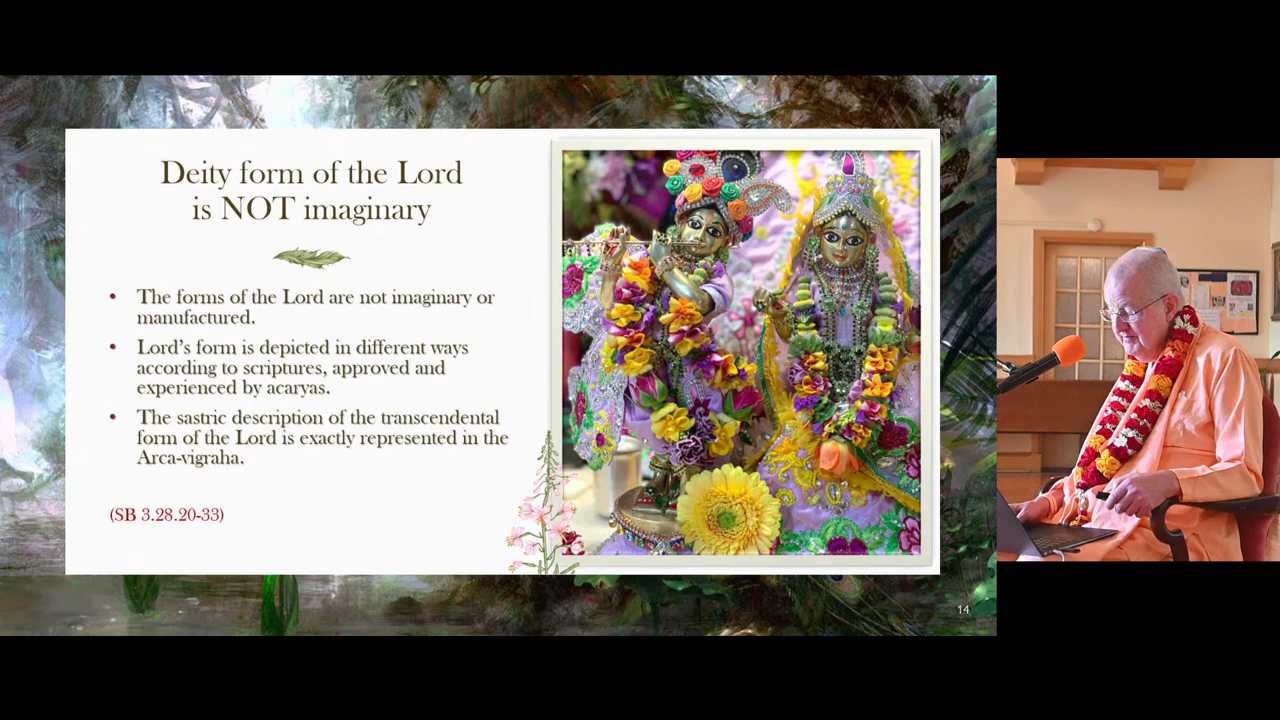 Deity form of the Lord
is NOT imaginary
• The forms of the Lord are not imaginary or
manufactured.
• Lord's form is depicted in different ways
according to scriptures, approved and
experienced by acaryas.
• The sastric description of the transcendental
form of the Lord is exactly represented in the
Arca-vigraha.
(SB 3.28.20-33)
14